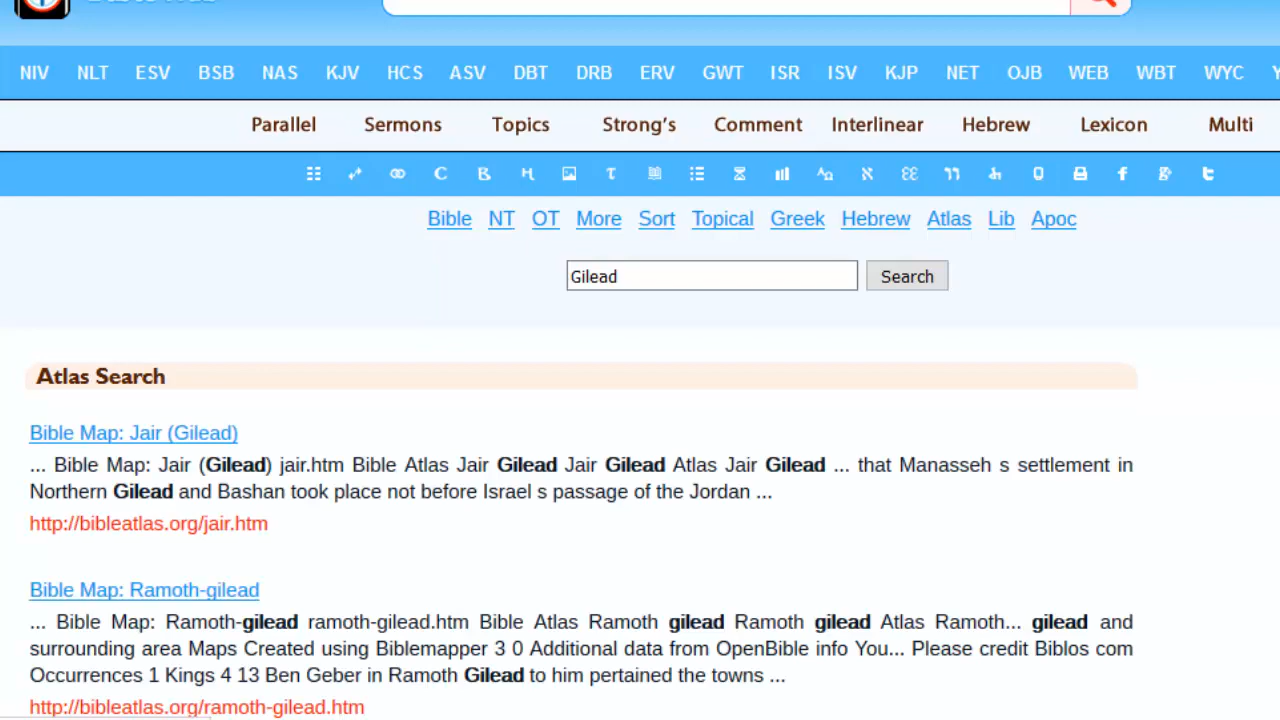 NIV NLT ESV BSB NAS KJV HCS ASV DBT DRB ERV GWT ISR ISV KJP NET OJB WEB WBT WYC
Parallel Sermons Topics Strong's Comment Interlinear Hebrew Lexicon Multi
Bible NT OT More Sort Topical Greek Hebrew Atlas Lib Apoc
Gilead Search
Atlas Search
Bible Map: Jair (Gilead)
... Bible Map: Jair (Gilead) jair.htm Bible Atlas Jair Gilead Jair Gilead Atlas Jair Gilead ... that Manasseh s settlement in
Northern Gilead and Bashan took place not before Israel s passage of the Jordan ...
http://bibleatlas.org/jair.htm
Bible Map: Ramoth-gilead
... Bible Map: Ramoth-gilead ramoth-gilead.htm Bible Atlas Ramoth gilead Ramoth gilead Atlas Ramoth... gilead and
surrounding area Maps Created using Biblemapper 3 0 Additional data from OpenBible info You... Please credit Biblos com
Occurrences 1 Kings 4 13 Ben Geber in Ramoth Gilead to him pertained the towns ...
http://bibleatlas.org/ramoth-gilead.htm